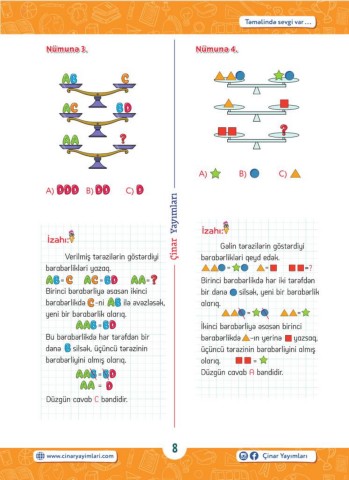 Təməlində sevgi var ...
Nümunə 3.
AB C
AC BD
AA ?
A) DDD B) DD C) D
İzahı:
Verilmiş tərəzilərin göstərdiyi
bərabərlikləri yazaq.
AB = C AC = BD AA = ?
Birinci bərabərliyə əsasən ikinci
bərabərlikdə C -ni AB ilə əvəzləsək,
yeni bir bərabərlik alarıq.
AAB = BD
Bu bərabərlikdə hər tərəfdən bir
dənə B silsək, üçüncü tərəzinin
bərabərliyini almış olarıq.
AAB = BD
AA = D
Düzgün cavab C bəndidir.
Çinar Yayımları
Nümunə 4.
?
A) B) C)
İzahı:
Gəlin tərəzilərin göstərdiyi
bərabərlikləri qeyd edək.
= = =?
Birinci bərabərlikdə hər iki tərəfdən
bir dənə silsək, yeni bir bərabərlik
alarıq.
= =
İkinci bərabərliyə əsasən birinci
bərabərlikdə -ın yerinə yazsaq,
üçüncü tərəzinin bərabərliyini almış
olarıq. =
Düzgün cavab A bəndidir.
www.cinaryayimlari.com
8
Çinar Yayımları